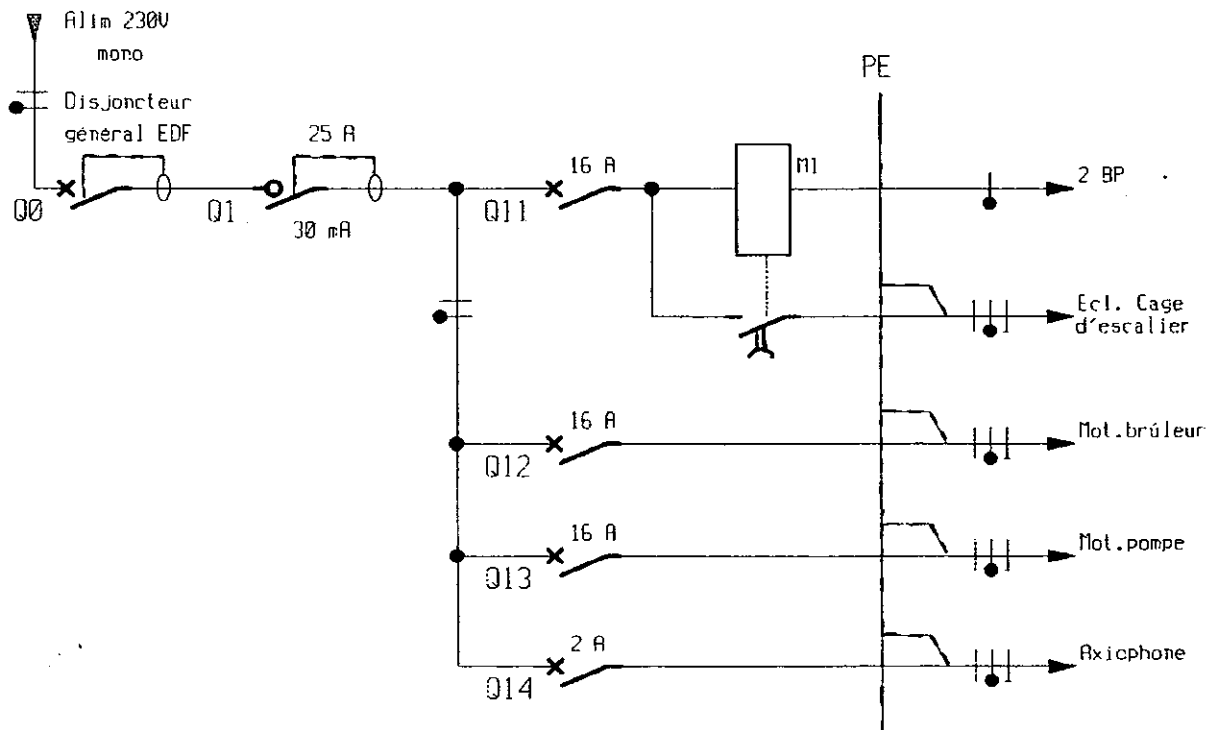 Alim 230V
mono
Disjoncteur
général EDF
Q0
Q1
25 A
30 mA
PE
16 A
Q11
M1
2 BP
Ecl. Cage
d'escalier
16 A
Q12
Mot.brûleur
16 A
Q13
Mot.pompe
2 A
Q14
Axicphone